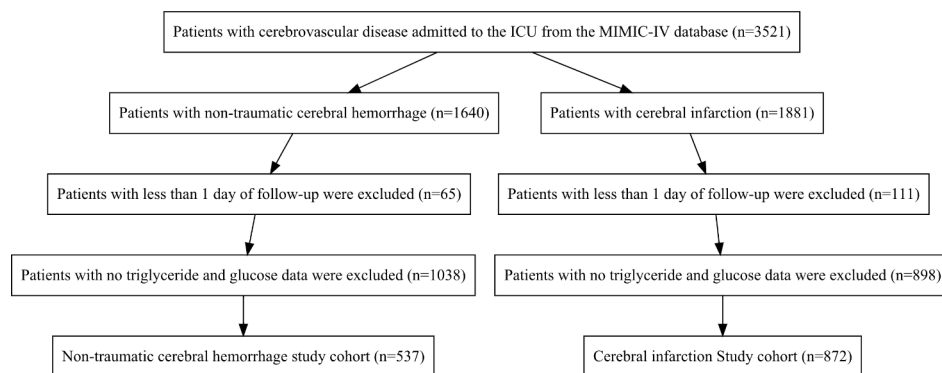 Patients with cerebrovascular disease admitted to the ICU from the MIMIC-IV database (n=3521)
Patients with non-traumatic cerebral hemorrhage (n=1640)
Patients with cerebral infarction (n=1881)
Patients with less than 1 day of follow-up were excluded (n=65)
Patients with less than 1 day of follow-up were excluded (n=111)
Patients with no triglyceride and glucose data were excluded (n=1038)
Patients with no triglyceride and glucose data were excluded (n=898)
Non-traumatic cerebral hemorrhage study cohort (n=537)
Cerebral infarction Study cohort (n=872)